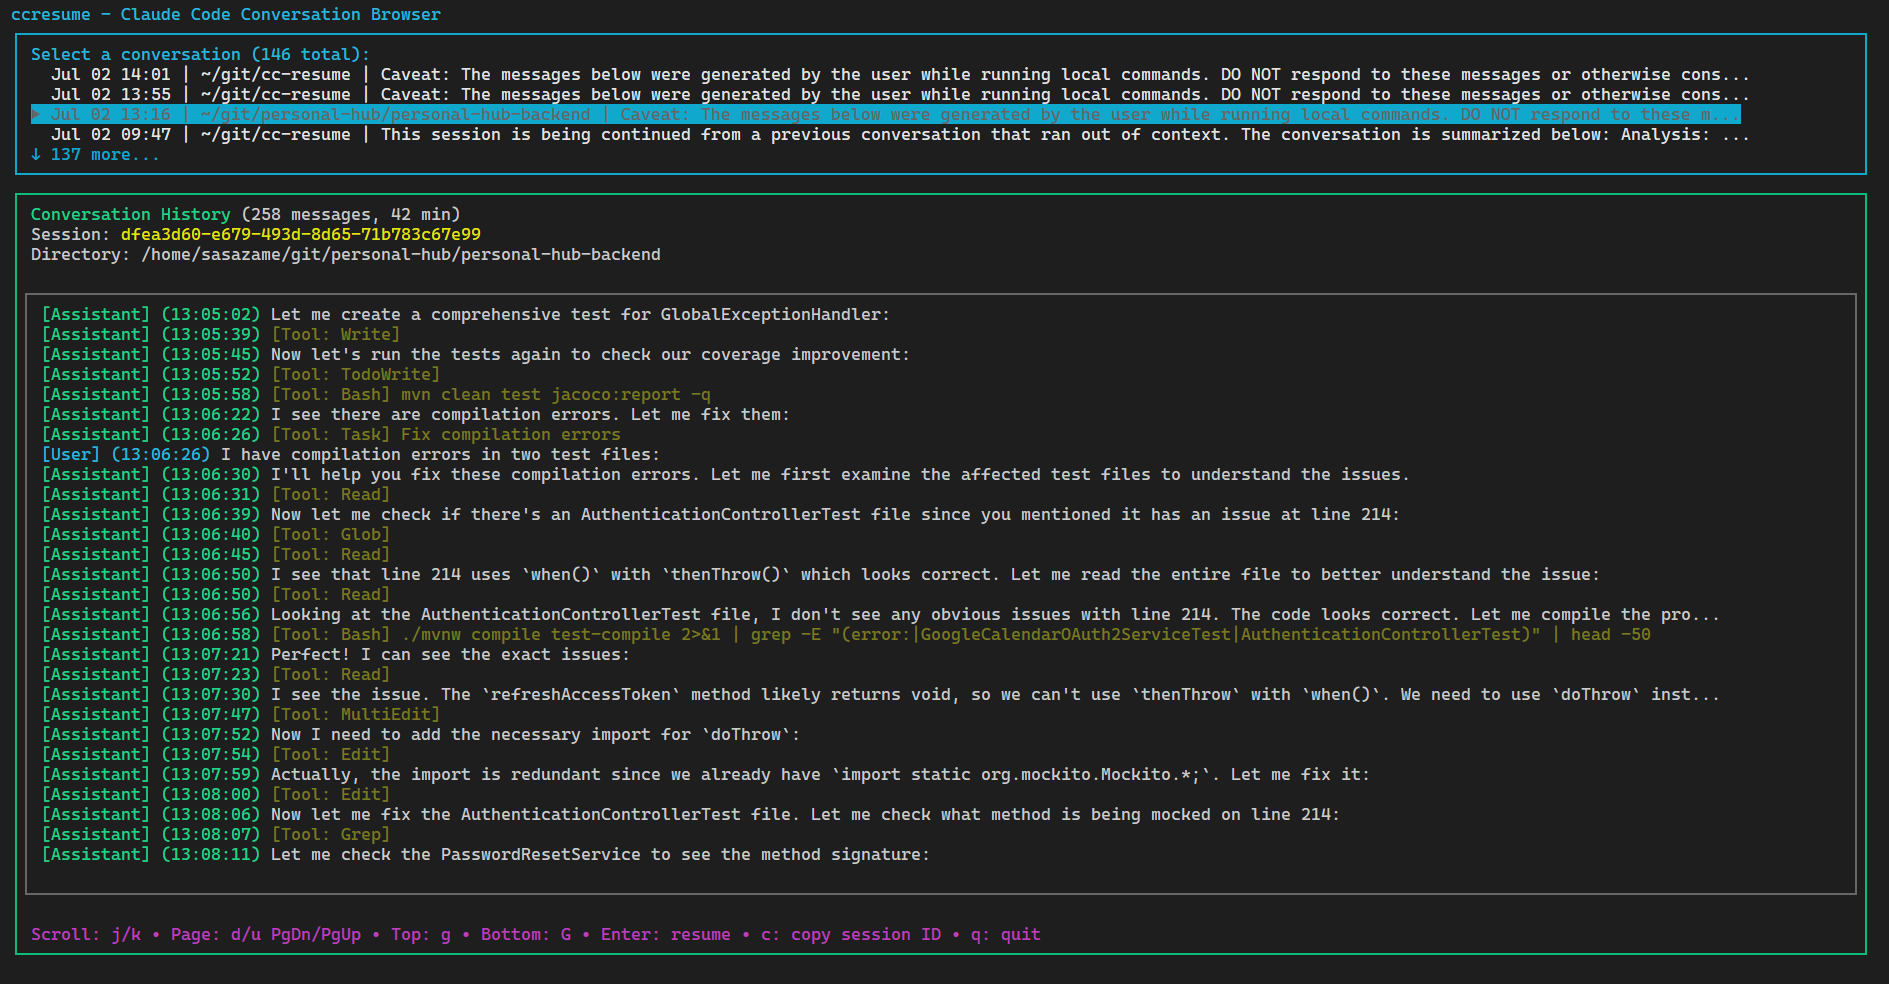 ccresume – Claude Code Conversation Browser
Select a conversation (146 total):
Jul 02 14:01 | ~/git/cc-resume | Caveat: The messages below were generated by the user while running local commands. DO NOT respond to these messages or otherwise cons...
Jul 02 13:55 | ~/git/cc-resume | Caveat: The messages below were generated by the user while running local commands. DO NOT respond to these messages or otherwise cons...
▶ Jul 02 13:16 | ~/git/personal-hub/personal-hub-backend | Caveat: The messages below were generated by the user while running local commands. DO NOT respond to these m...
Jul 02 09:47 | ~/git/cc-resume | This session is being continued from a previous conversation that ran out of context. The conversation is summarized below: Analysis: ...
↓ 137 more...
Conversation History (258 messages, 42 min)
Session: dfea3d60-e679-493d-8d65-71b783c67e99
Directory: /home/sasazame/git/personal-hub/personal-hub-backend
[Assistant] (13:05:02) Let me create a comprehensive test for GlobalExceptionHandler:
[Assistant] (13:05:39) [Tool: Write]
[Assistant] (13:05:45) Now let's run the tests again to check our coverage improvement:
[Assistant] (13:05:52) [Tool: TodoWrite]
[Assistant] (13:05:58) [Tool: Bash] mvn clean test jacoco:report -q
[Assistant] (13:06:22) I see there are compilation errors. Let me fix them:
[Assistant] (13:06:26) [Tool: Task] Fix compilation errors
[User] (13:06:26) I have compilation errors in two test files:
[Assistant] (13:06:30) I'll help you fix these compilation errors. Let me first examine the affected test files to understand the issues.
[Assistant] (13:06:31) [Tool: Read]
[Assistant] (13:06:39) Now let me check if there's an AuthenticationControllerTest file since you mentioned it has an issue at line 214:
[Assistant] (13:06:40) [Tool: Glob]
[Assistant] (13:06:45) [Tool: Read]
[Assistant] (13:06:50) I see that line 214 uses `when()` with `thenThrow()` which looks correct. Let me read the entire file to better understand the issue:
[Assistant] (13:06:50) [Tool: Read]
[Assistant] (13:06:56) Looking at the AuthenticationControllerTest file, I don't see any obvious issues with line 214. The code looks correct. Let me compile the pro...
[Assistant] (13:06:58) [Tool: Bash] ./mvnw compile test-compile 2>&1 | grep -E "(error:|GoogleCalendarOAuth2ServiceTest|AuthenticationControllerTest)" | head -50
[Assistant] (13:07:21) Perfect! I can see the exact issues:
[Assistant] (13:07:23) [Tool: Read]
[Assistant] (13:07:30) I see the issue. The `refreshAccessToken` method likely returns void, so we can't use `thenThrow` with `when()`. We need to use `doThrow` inst...
[Assistant] (13:07:47) [Tool: MultiEdit]
[Assistant] (13:07:52) Now I need to add the necessary import for `doThrow`:
[Assistant] (13:07:54) [Tool: Edit]
[Assistant] (13:07:59) Actually, the import is redundant since we already have `import static org.mockito.Mockito.*;`. Let me fix it:
[Assistant] (13:08:00) [Tool: Edit]
[Assistant] (13:08:06) Now let me fix the AuthenticationControllerTest file. Let me check what method is being mocked on line 214:
[Assistant] (13:08:07) [Tool: Grep]
[Assistant] (13:08:11) Let me check the PasswordResetService to see the method signature:
Scroll: j/k • Page: d/u PgDn/PgUp • Top: g • Bottom: G • Enter: resume • c: copy session ID • q: quit